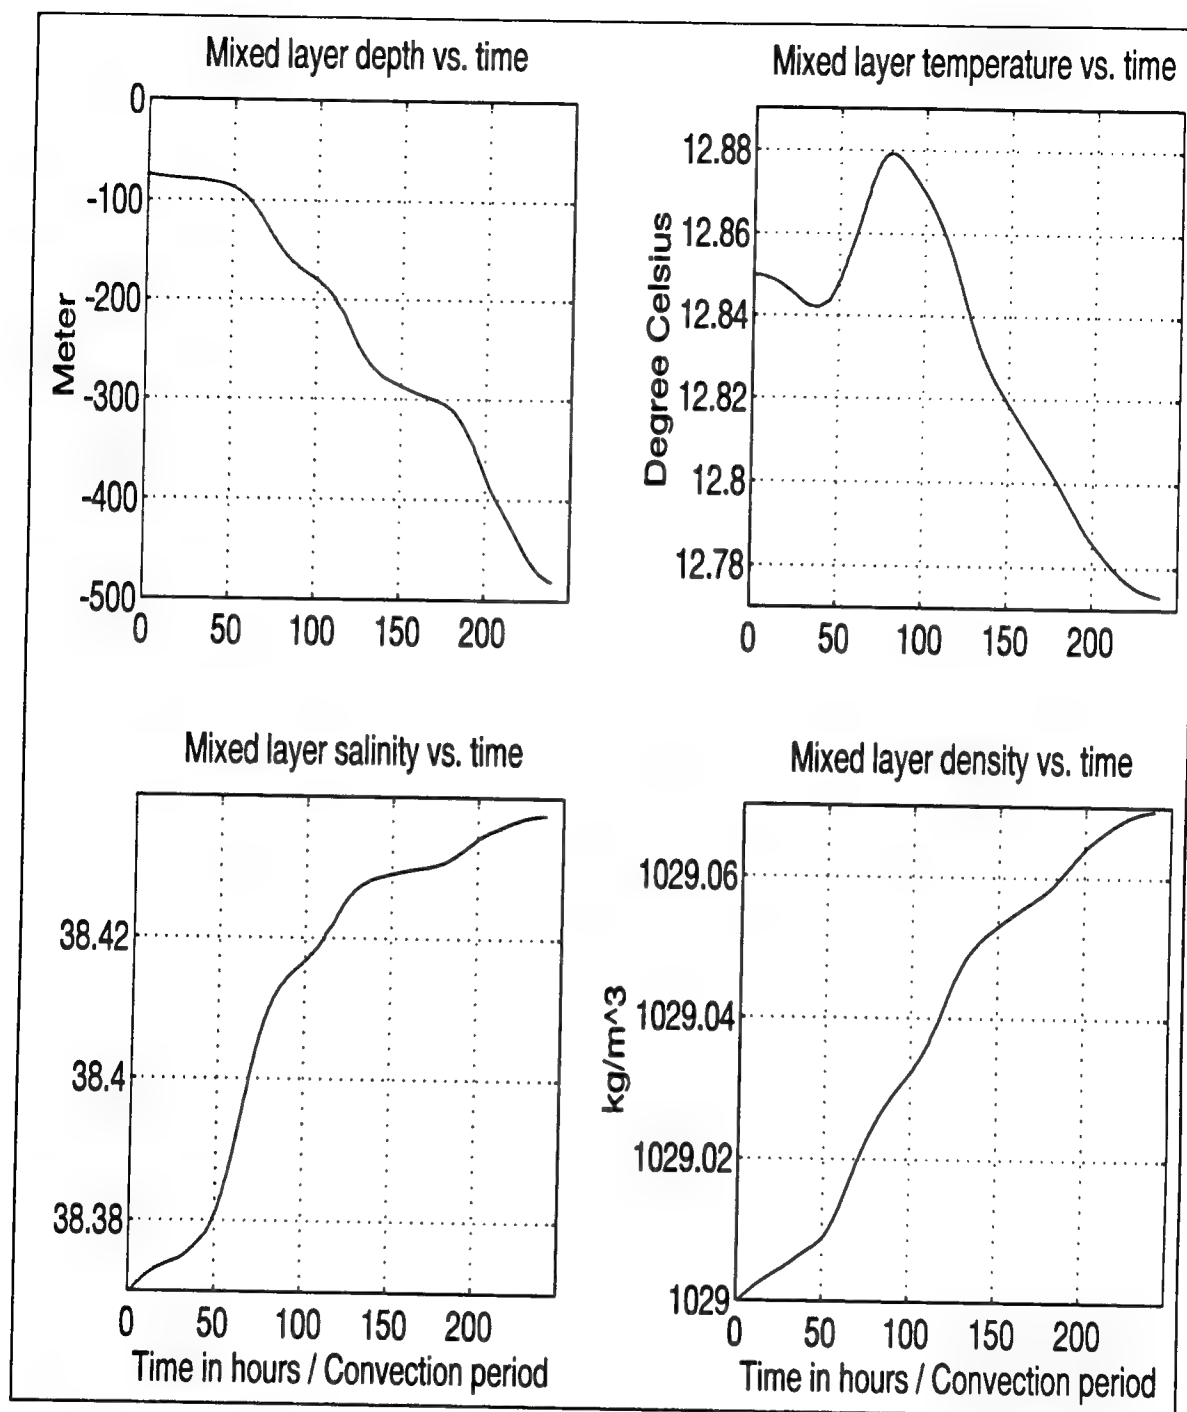 Mixed layer depth vs. time
0
-100
-200
-300
-400
-500
Meter
0 50 100 150 200
Mixed layer temperature vs. time
12.88
12.86
12.84
12.82
12.8
12.78
Degree Celsius
0 50 100 150 200
Mixed layer salinity vs. time
38.42
38.4
38.38
0 50 100 150 200
Time in hours / Convection period
Mixed layer density vs. time
1029.06
1029.04
1029.02
1029
kg/m^3
0 50 100 150 200
Time in hours / Convection period